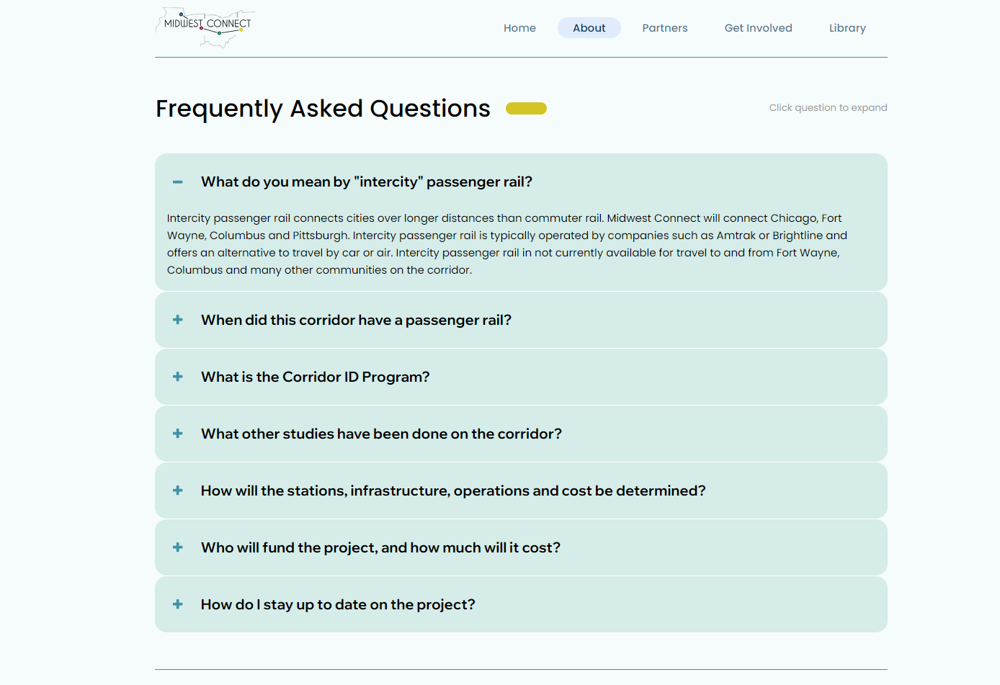 MIDWEST CONNECT
Home
About
Partners
Get Involved
Library
Frequently Asked Questions
Click question to expand
What do you mean by "intercity" passenger rail?
Intercity passenger rail connects cities over longer distances than commuter rail. Midwest Connect will connect Chicago, Fort
Wayne, Columbus and Pittsburgh. Intercity passenger rail is typically operated by companies such as Amtrak or Brightline and
offers an alternative to travel by car or air. Intercity passenger rail in not currently available for travel to and from Fort Wayne,
Columbus and many other communities on the corridor.
When did this corridor have a passenger rail?
What is the Corridor ID Program?
What other studies have been done on the corridor?
How will the stations, infrastructure, operations and cost be determined?
Who will fund the project, and how much will it cost?
How do I stay up to date on the project?